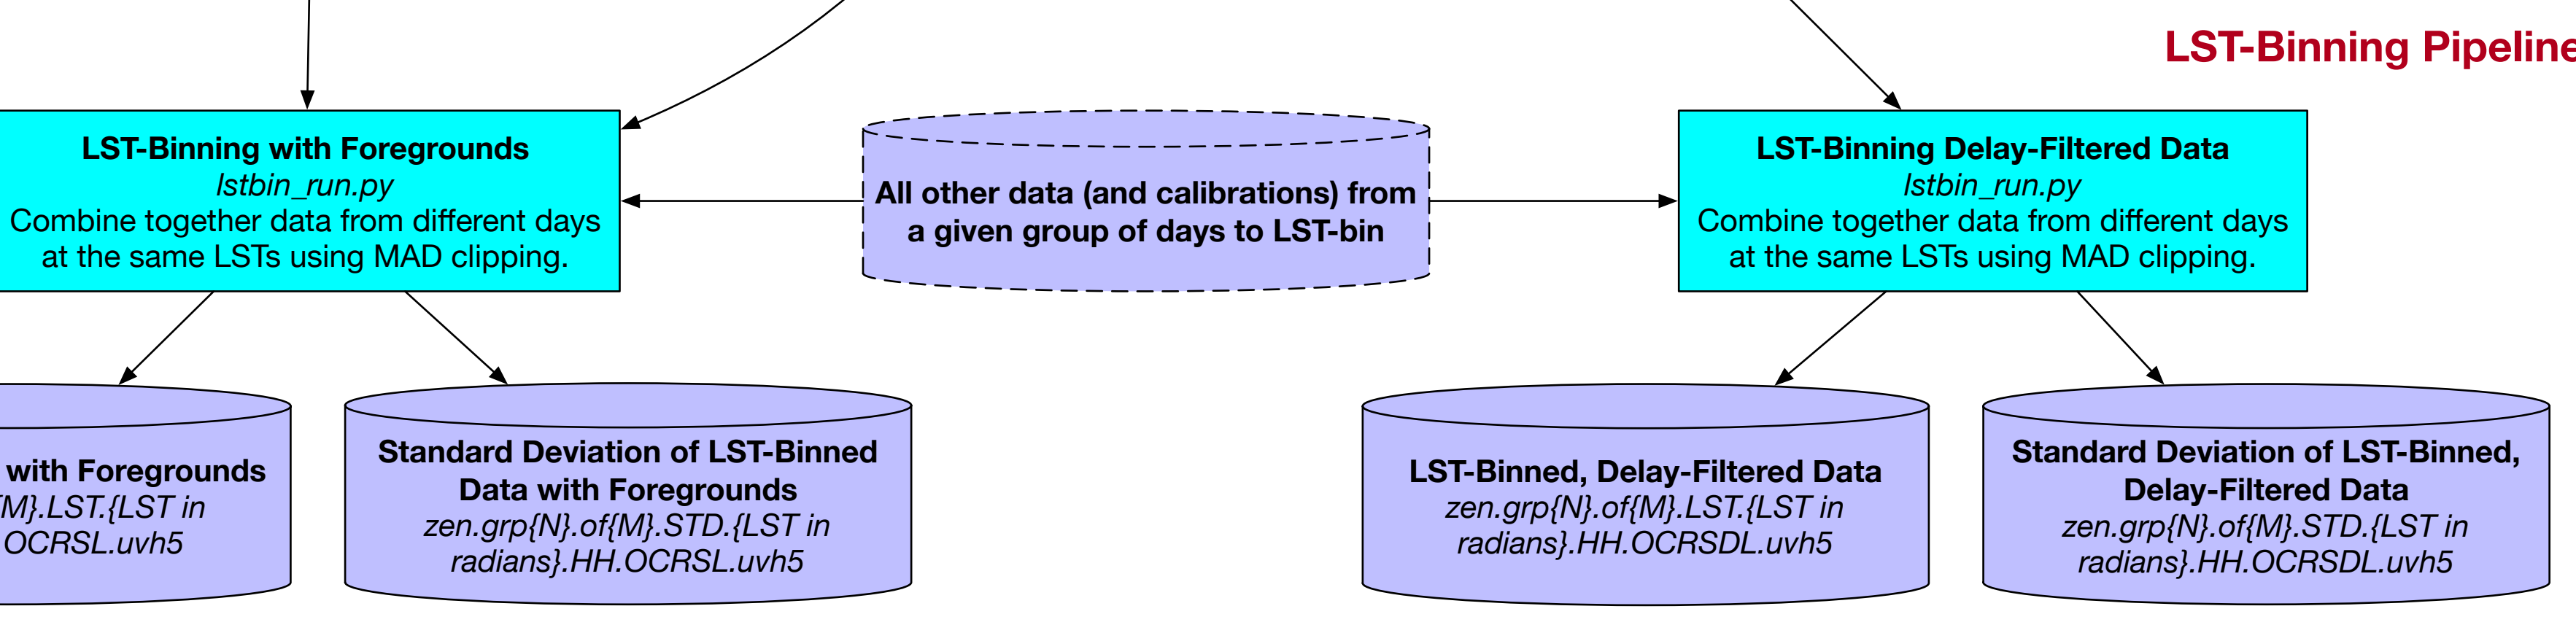 LST-Binning Pipeline
LST-Binning with Foregrounds
lstbin_run.py
Combine together data from different days
at the same LSTs using MAD clipping.
All other data (and calibrations) from
a given group of days to LST-bin
LST-Binning Delay-Filtered Data
lstbin_run.py
Combine together data from different days
at the same LSTs using MAD clipping.
with Foregrounds
M}.LST.{LST in
OCRSL.uvh5
Standard Deviation of LST-Binned
Data with Foregrounds
zen.grp{N}.of{M}.STD.{LST in
radians}.HH.OCRSL.uvh5
LST-Binned, Delay-Filtered Data
zen.grp{N}.of{M}.LST.{LST in
radians}.HH.OCRSDL.uvh5
Standard Deviation of LST-Binned,
Delay-Filtered Data
zen.grp{N}.of{M}.STD.{LST in
radians}.HH.OCRSDL.uvh5